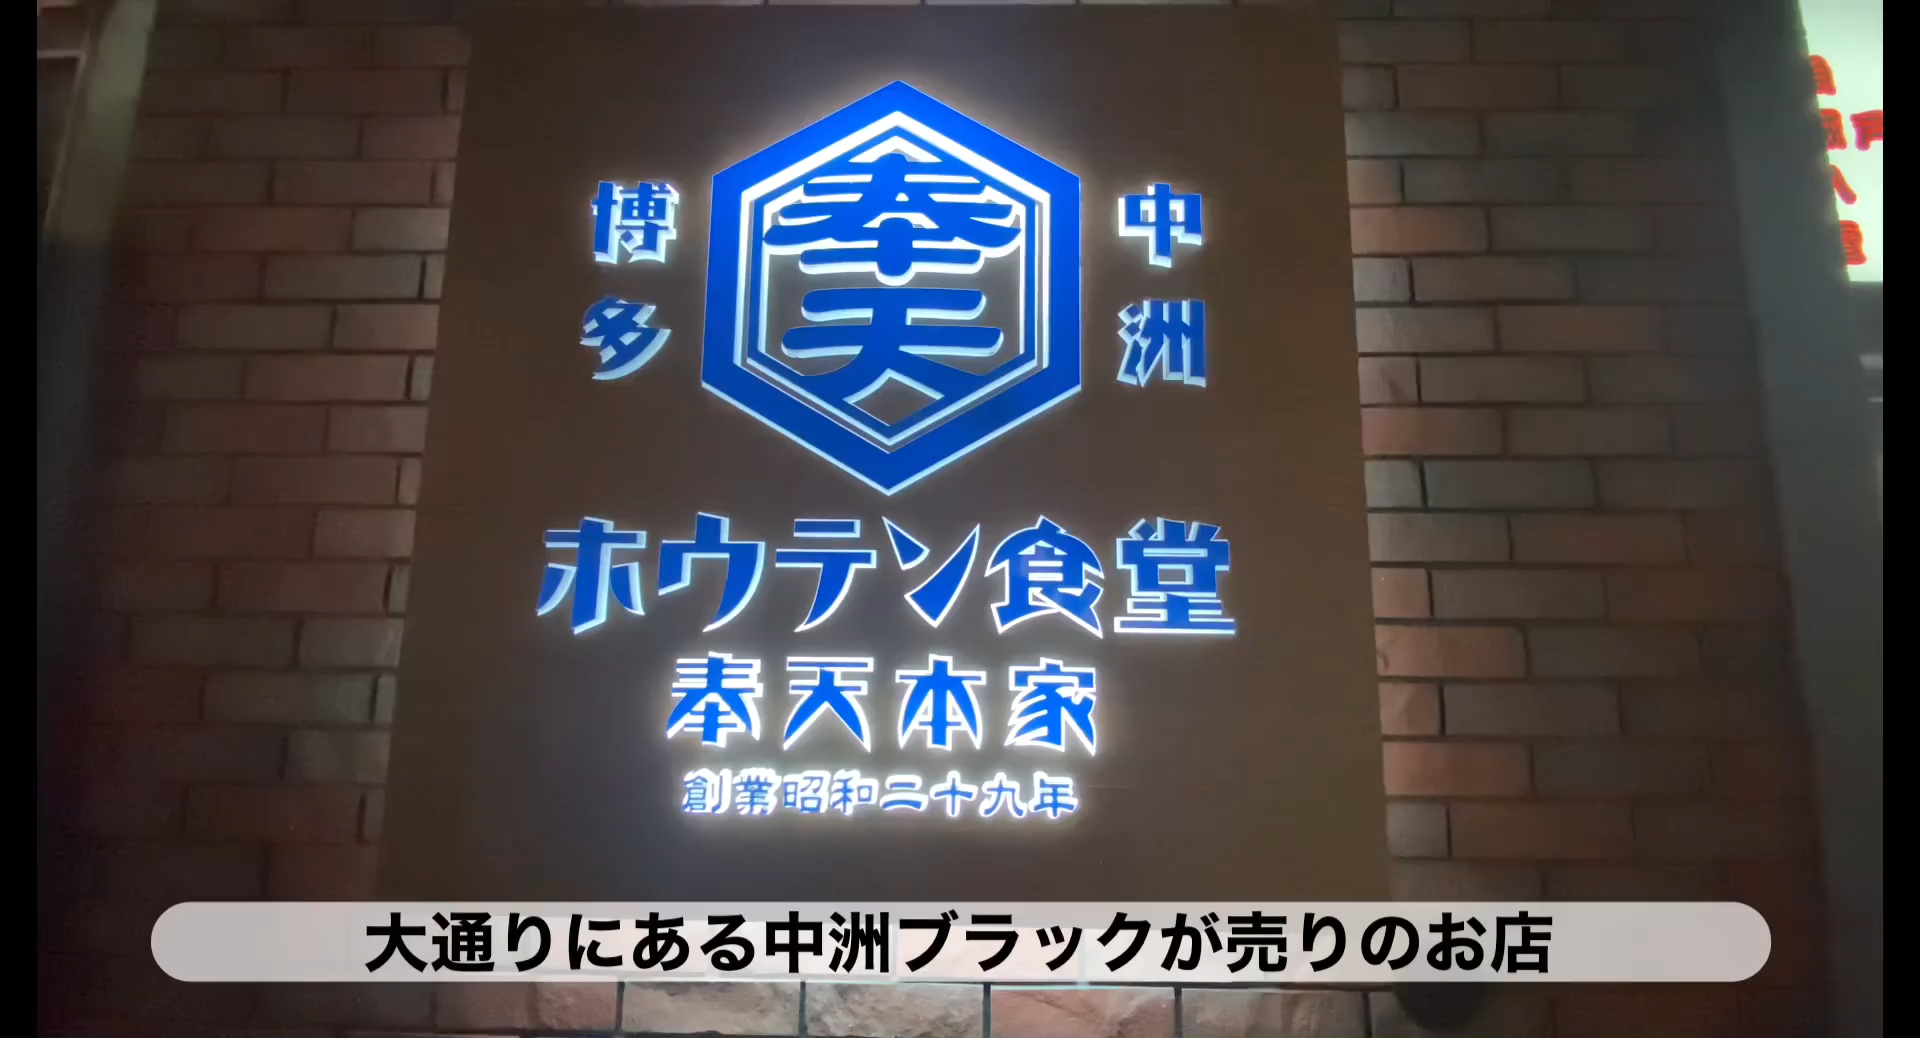 博多
奉天
中洲
ホウテン食堂
奉天本家
創業昭和二十九年
大通りにある中洲ブラックが売りのお店